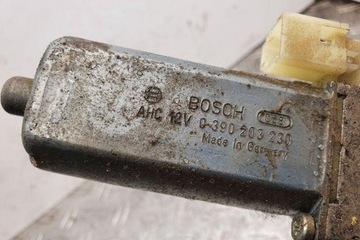 BOSCH
AHC 12V 0 390 203 230
Made in Germany